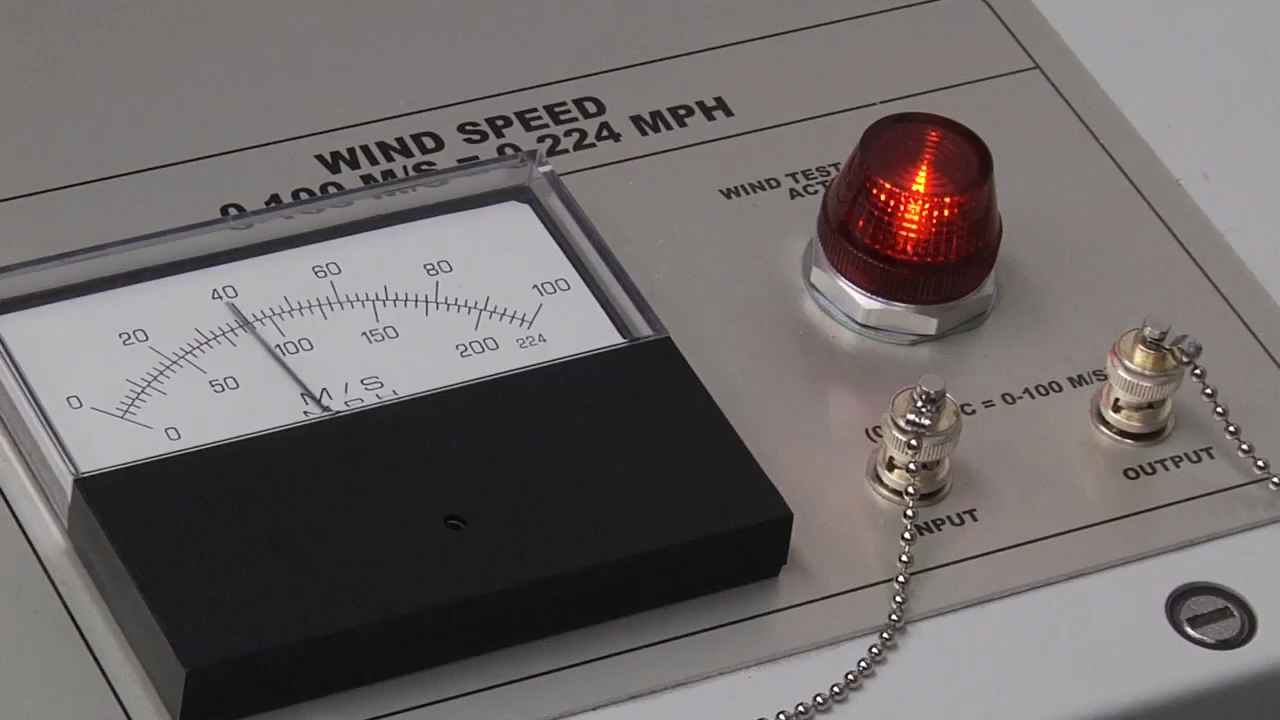 WIND SPEED
0-100 M/S = 0-224 MPH
WIND TEST
0 20 40 60 80 100
0 50 100 150 200 224
M/S
MPH
C = 0-100 M/S
INPUT
OUTPUT